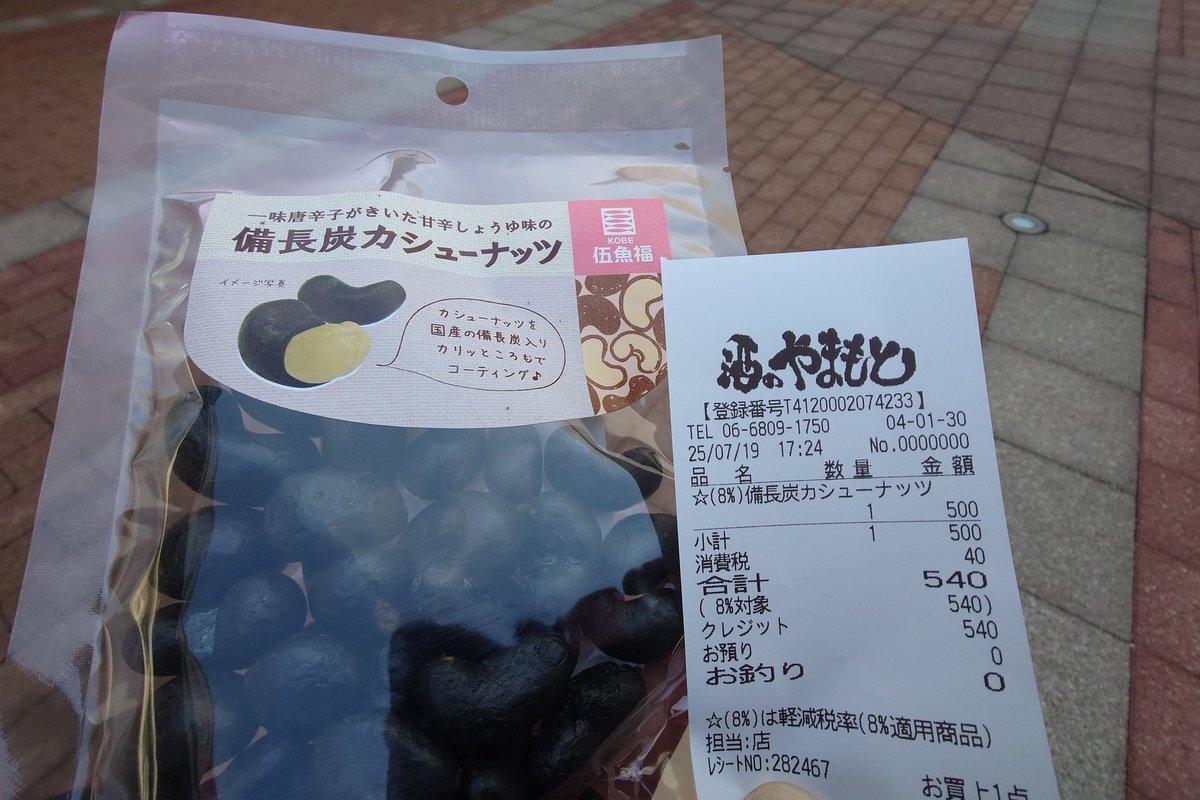 一味唐辛子がきいた甘辛しょうゆ味の
備長炭カシューナッツ
イメージ写真
カシューナッツを
国産の備長炭入り
カリッところもで
コーティング♪
KOBE
伍魚福
酒のやまもと
【登録番号T4120002074233】
TEL 06-6809-1750 04-01-30
25/07/19 17:24 No.0000000
品 名 数量 金額
☆(8%)備長炭カシューナッツ
1 500
小計 1 500
消費税 40
合計 540
( 8%対象 540)
クレジット 540
お預り 0
お釣り 0
☆(8%)は軽減税率(8%適用商品)
担当:店
ﾚｼｰﾄNO:282467
お買上1点